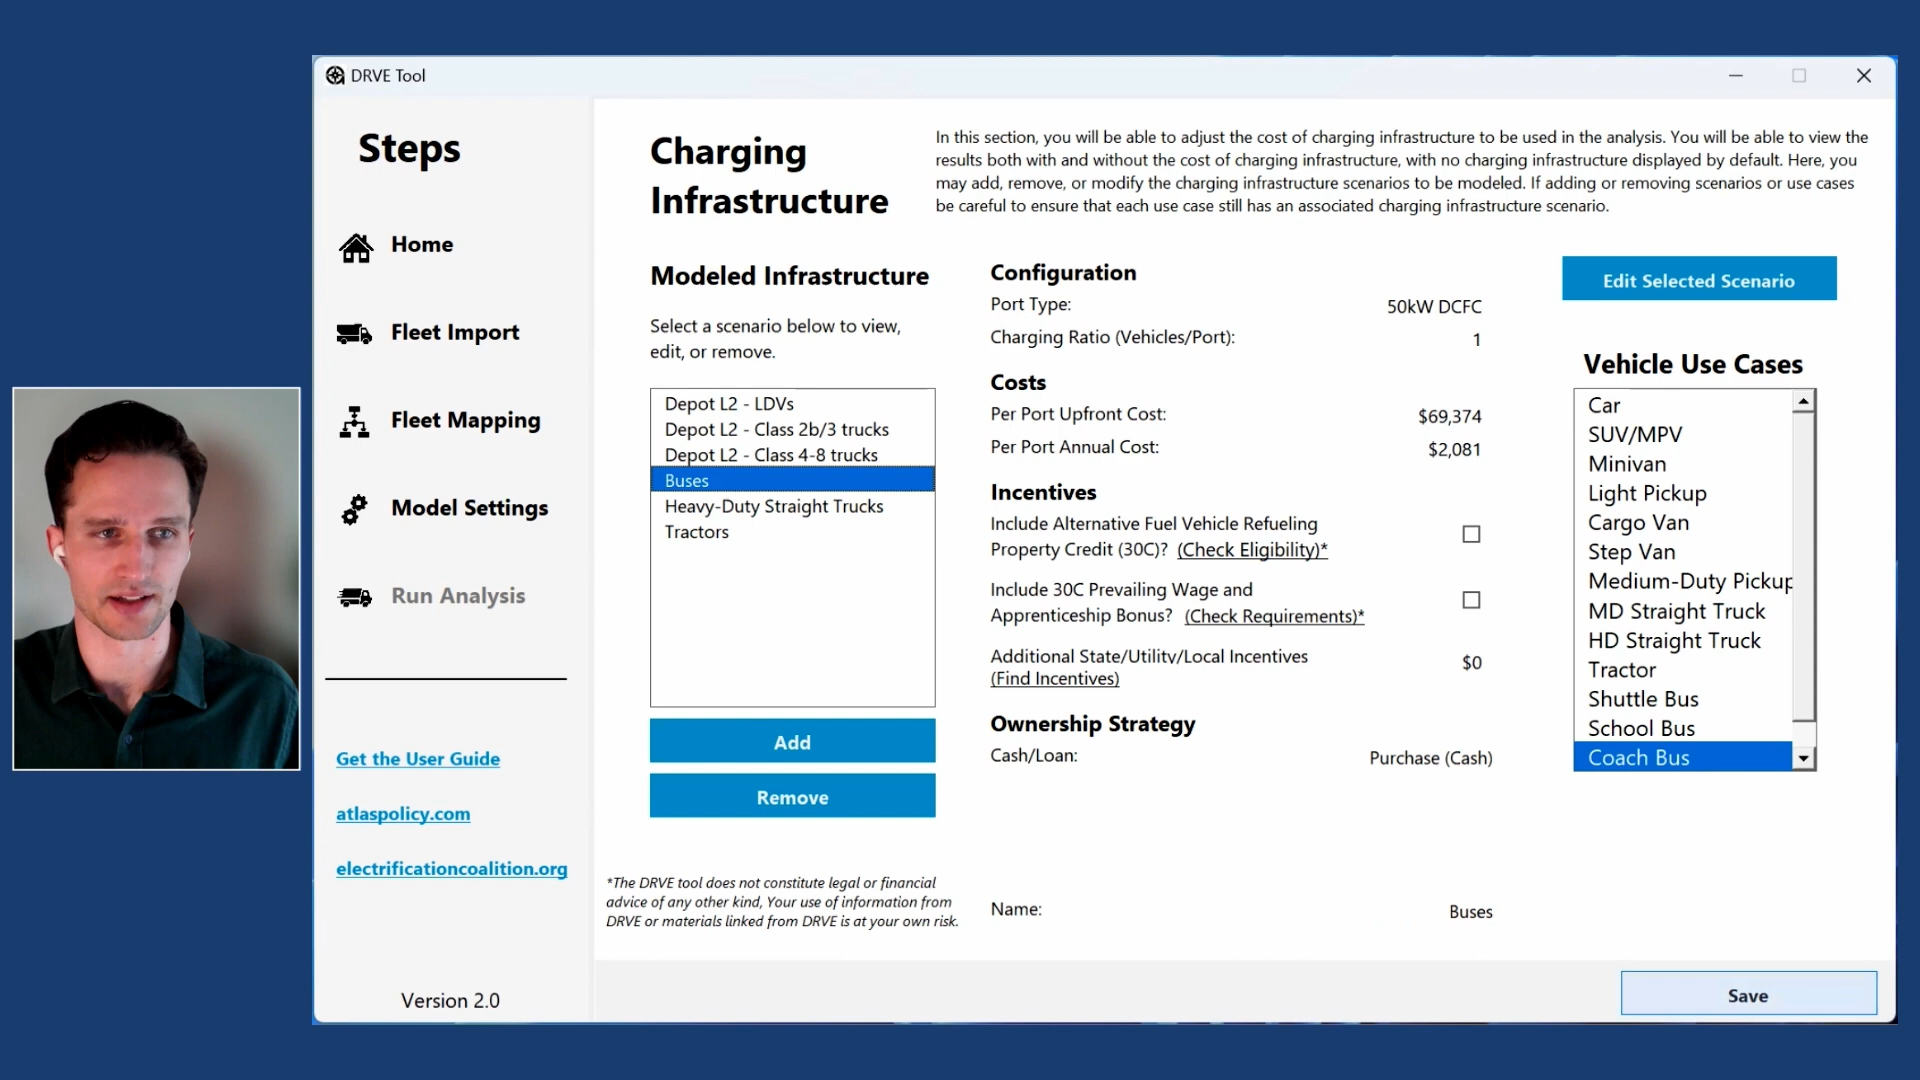 DRVE Tool
Steps
Home
Fleet Import
Fleet Mapping
Model Settings
Run Analysis
Get the User Guide
atlaspolicy.com
electrificationcoalition.org
Version 2.0
Charging
Infrastructure
In this section, you will be able to adjust the cost of charging infrastructure to be used in the analysis. You will be able to view the
results both with and without the cost of charging infrastructure, with no charging infrastructure displayed by default. Here, you
may add, remove, or modify the charging infrastructure scenarios to be modeled. If adding or removing scenarios or use cases
be careful to ensure that each use case still has an associated charging infrastructure scenario.
Modeled Infrastructure
Select a scenario below to view,
edit, or remove.
Depot L2 - LDVs
Depot L2 - Class 2b/3 trucks
Depot L2 - Class 4-8 trucks
Buses
Heavy-Duty Straight Trucks
Tractors
Add
Remove
*The DRVE tool does not constitute legal or financial
advice of any other kind, Your use of information from
DRVE or materials linked from DRVE is at your own risk.
Configuration
Port Type: 50kW DCFC
Charging Ratio (Vehicles/Port): 1
Costs
Per Port Upfront Cost: $69,374
Per Port Annual Cost: $2,081
Incentives
Include Alternative Fuel Vehicle Refueling
Property Credit (30C)? (Check Eligibility)*
Include 30C Prevailing Wage and
Apprenticeship Bonus? (Check Requirements)*
Additional State/Utility/Local Incentives $0
(Find Incentives)
Ownership Strategy
Cash/Loan: Purchase (Cash)
Name: Buses
Edit Selected Scenario
Vehicle Use Cases
Car
SUV/MPV
Minivan
Light Pickup
Cargo Van
Step Van
Medium-Duty Pickup
MD Straight Truck
HD Straight Truck
Tractor
Shuttle Bus
School Bus
Coach Bus
Save